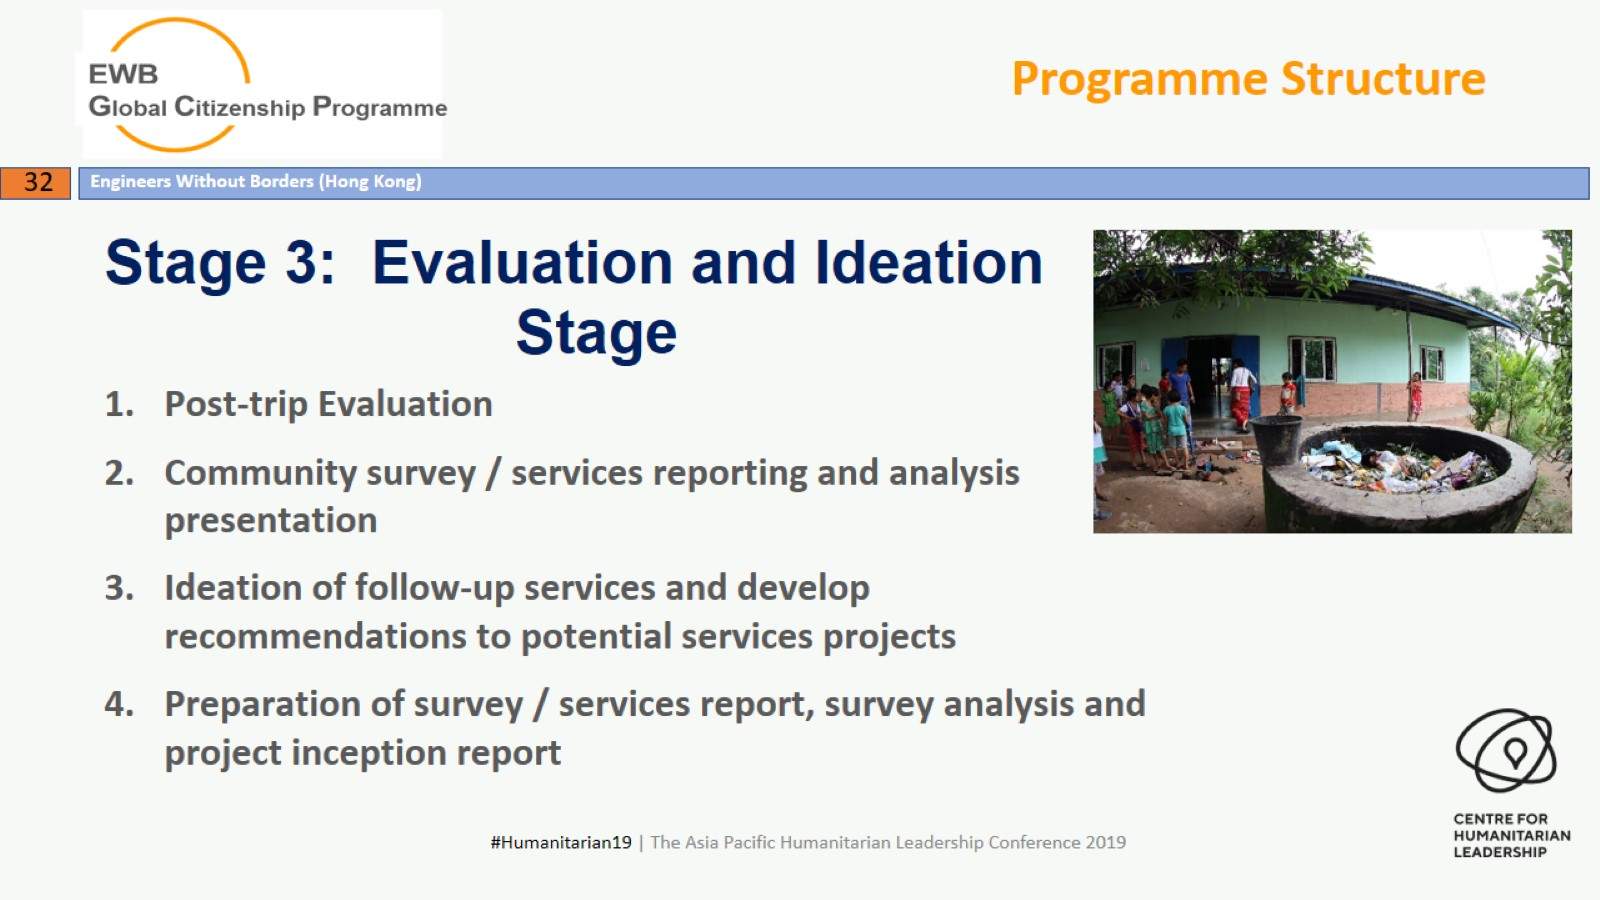 EWB
Global Citizenship Programme
Programme Structure
32
Engineers Without Borders (Hong Kong)
Stage 3: Evaluation and Ideation
Stage
1. Post-trip Evaluation
2. Community survey / services reporting and analysis
presentation
3. Ideation of follow-up services and develop
recommendations to potential services projects
4. Preparation of survey / services report, survey analysis and
project inception report
#Humanitarian19 | The Asia Pacific Humanitarian Leadership Conference 2019
CENTRE FOR
HUMANITARIAN
LEADERSHIP